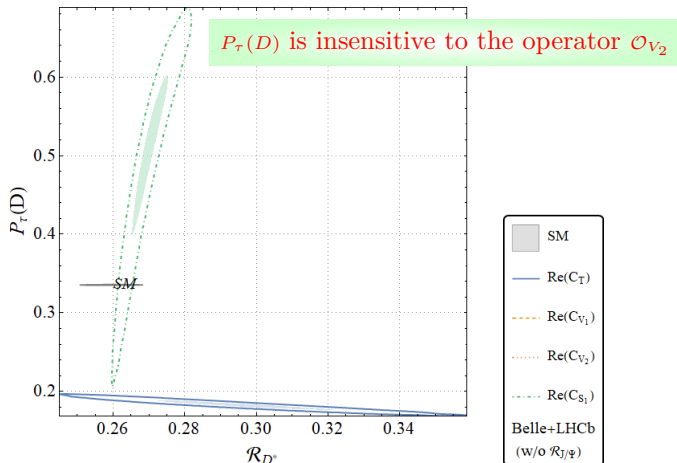 P_τ(D) is insensitive to the operator 𝒪_{V_2}
0.6
0.5
0.4
0.3
0.2
P_τ(D)
SM
0.26
0.28
0.30
0.32
0.34
ℛ_{D*}
SM
Re(C_T)
Re(C_{V_1})
Re(C_{V_2})
Re(C_{S_1})
Belle+LHCb
(w/o ℛ_{J/Ψ})